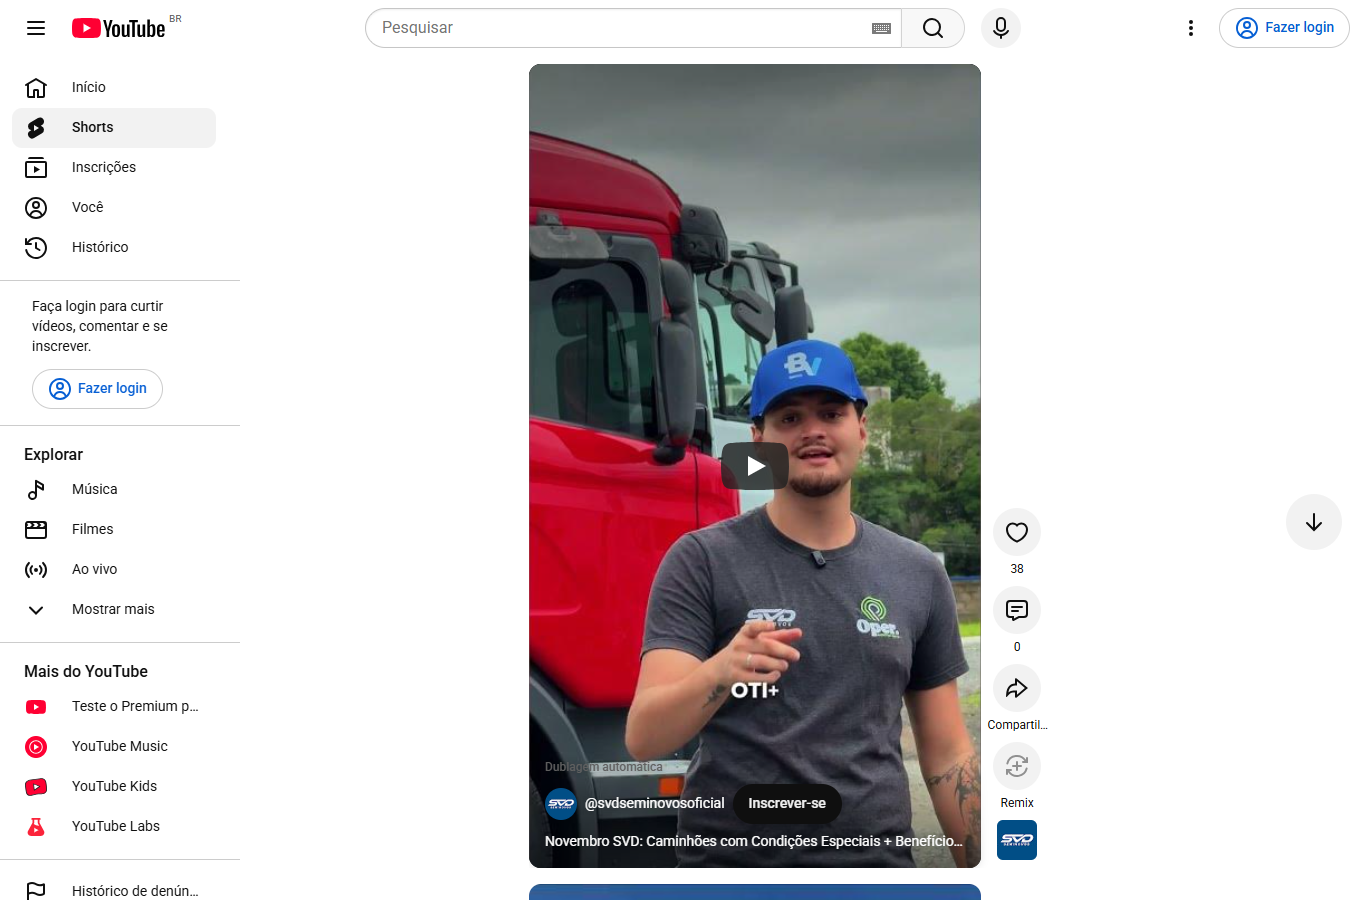 YouTube BR
Pesquisar
Fazer login
Início
Shorts
Inscrições
Você
Histórico
Faça login para curtir
vídeos, comentar e se
inscrever.
Fazer login
Explorar
Música
Filmes
Ao vivo
Mostrar mais
Mais do YouTube
Teste o Premium p...
YouTube Music
YouTube Kids
YouTube Labs
Histórico de denún...
BV
SVD
Oper.
OTI+
Dublagem automática
SVD
@svdseminovosoficial
Inscrever-se
Novembro SVD: Caminhões com Condições Especiais + Benefício...
38
0
Compartil...
Remix
SVD
SEMINOVOS